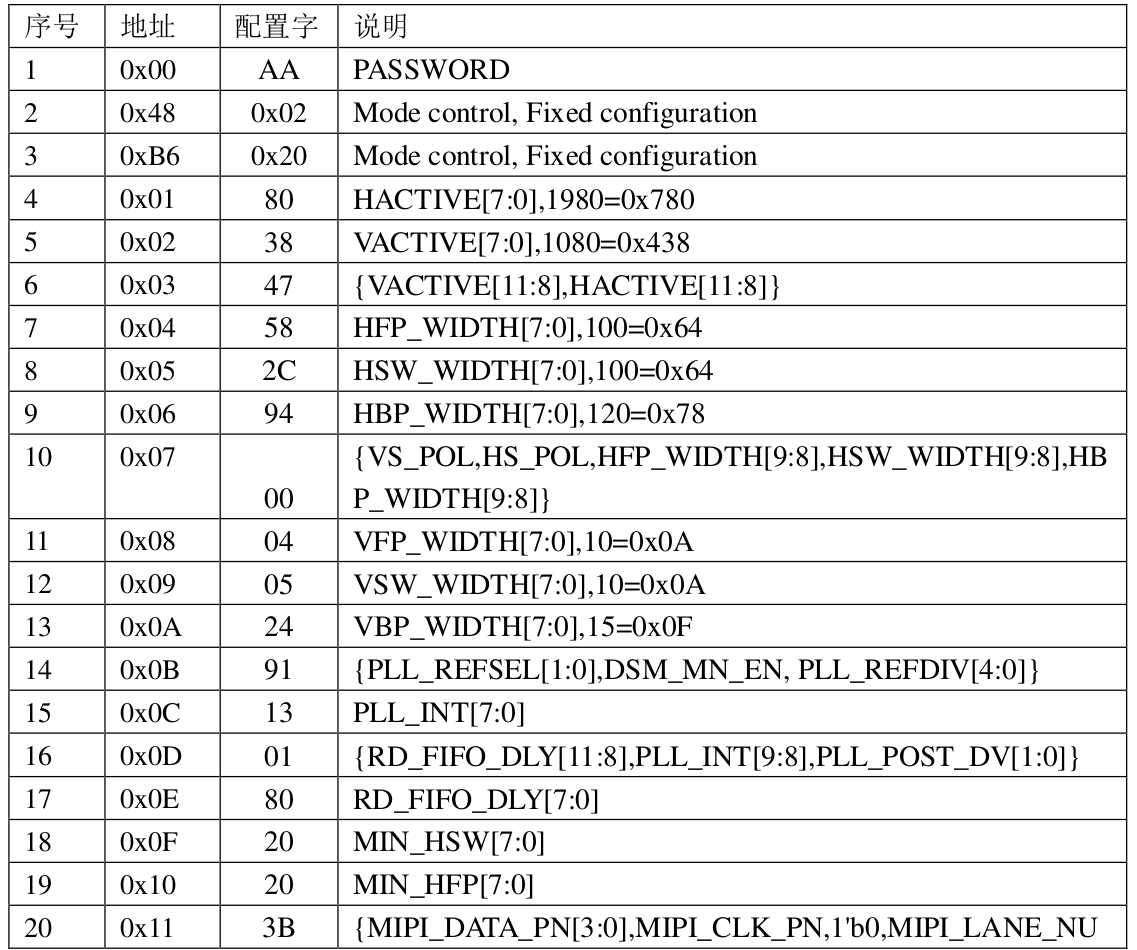 序号 地址 配置字 说明
1 0x00 AA PASSWORD
2 0x48 0x02 Mode control, Fixed configuration
3 0xB6 0x20 Mode control, Fixed configuration
4 0x01 80 HACTIVE[7:0],1980=0x780
5 0x02 38 VACTIVE[7:0],1080=0x438
6 0x03 47 {VACTIVE[11:8],HACTIVE[11:8]}
7 0x04 58 HFP_WIDTH[7:0],100=0x64
8 0x05 2C HSW_WIDTH[7:0],100=0x64
9 0x06 94 HBP_WIDTH[7:0],120=0x78
10 0x07 {VS_POL,HS_POL,HFP_WIDTH[9:8],HSW_WIDTH[9:8],HB
00 P_WIDTH[9:8]}
11 0x08 04 VFP_WIDTH[7:0],10=0x0A
12 0x09 05 VSW_WIDTH[7:0],10=0x0A
13 0x0A 24 VBP_WIDTH[7:0],15=0x0F
14 0x0B 91 {PLL_REFSEL[1:0],DSM_MN_EN, PLL_REFDIV[4:0]}
15 0x0C 13 PLL_INT[7:0]
16 0x0D 01 {RD_FIFO_DLY[11:8],PLL_INT[9:8],PLL_POST_DV[1:0]}
17 0x0E 80 RD_FIFO_DLY[7:0]
18 0x0F 20 MIN_HSW[7:0]
19 0x10 20 MIN_HFP[7:0]
20 0x11 3B {MIPI_DATA_PN[3:0],MIPI_CLK_PN,1'b0,MIPI_LANE_NU